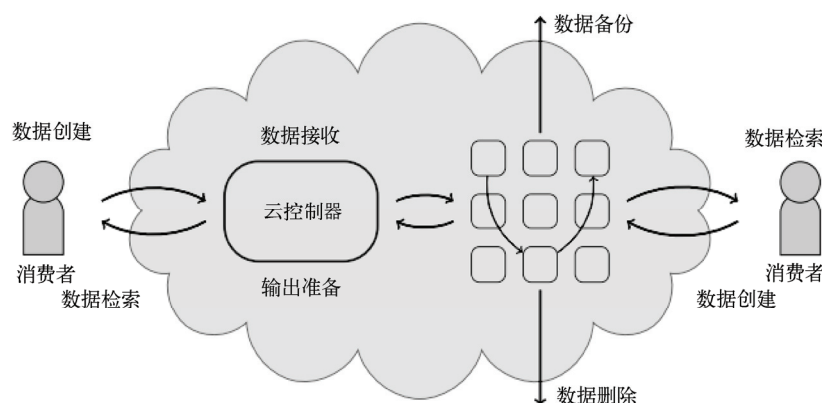 数据备份
数据创建
数据接收
数据检索
云控制器
消费者
消费者
数据检索
输出准备
数据创建
数据删除